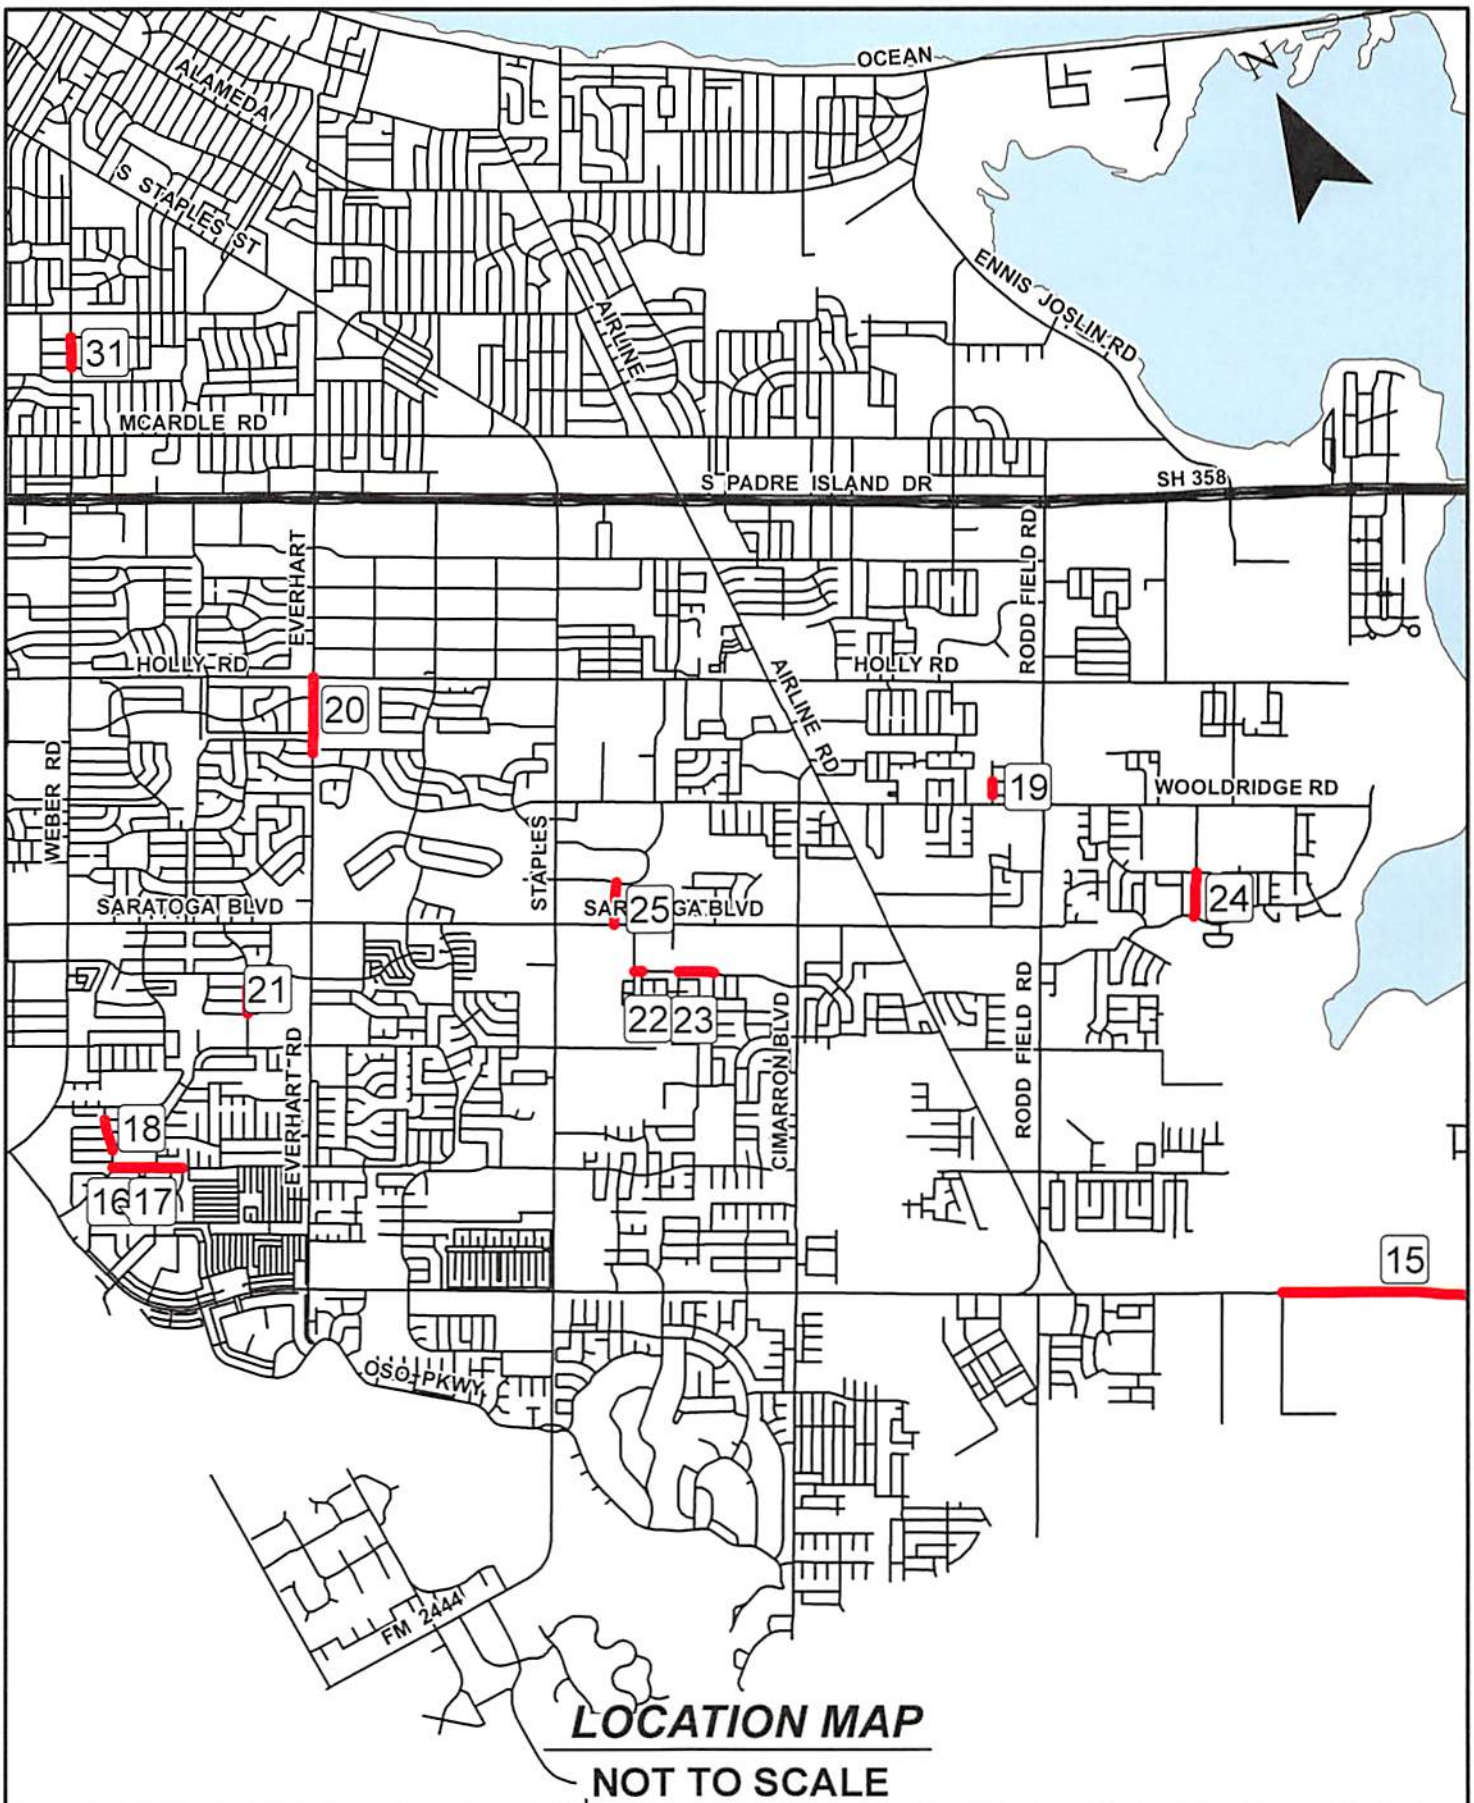 OCEAN
N
ALAMEDA
S STAPLES ST
ENNIS JOSLIN RD
AIRLINE
31
MCARDLE RD
S PADRE ISLAND DR
SH 358
EVERHART
RODD FIELD RD
HOLLY RD
HOLLY RD
AIRLINE RD
20
WEBER RD
19
WOOLDRIDGE RD
STAPLES
SARATOGA BLVD
SAR
25
GA BLVD
24
21
22
23
CIMARRON BLVD
RODD FIELD RD
EVERHART RD
18
16
17
15
OSO PKWY
FM 2444
LOCATION MAP
NOT TO SCALE